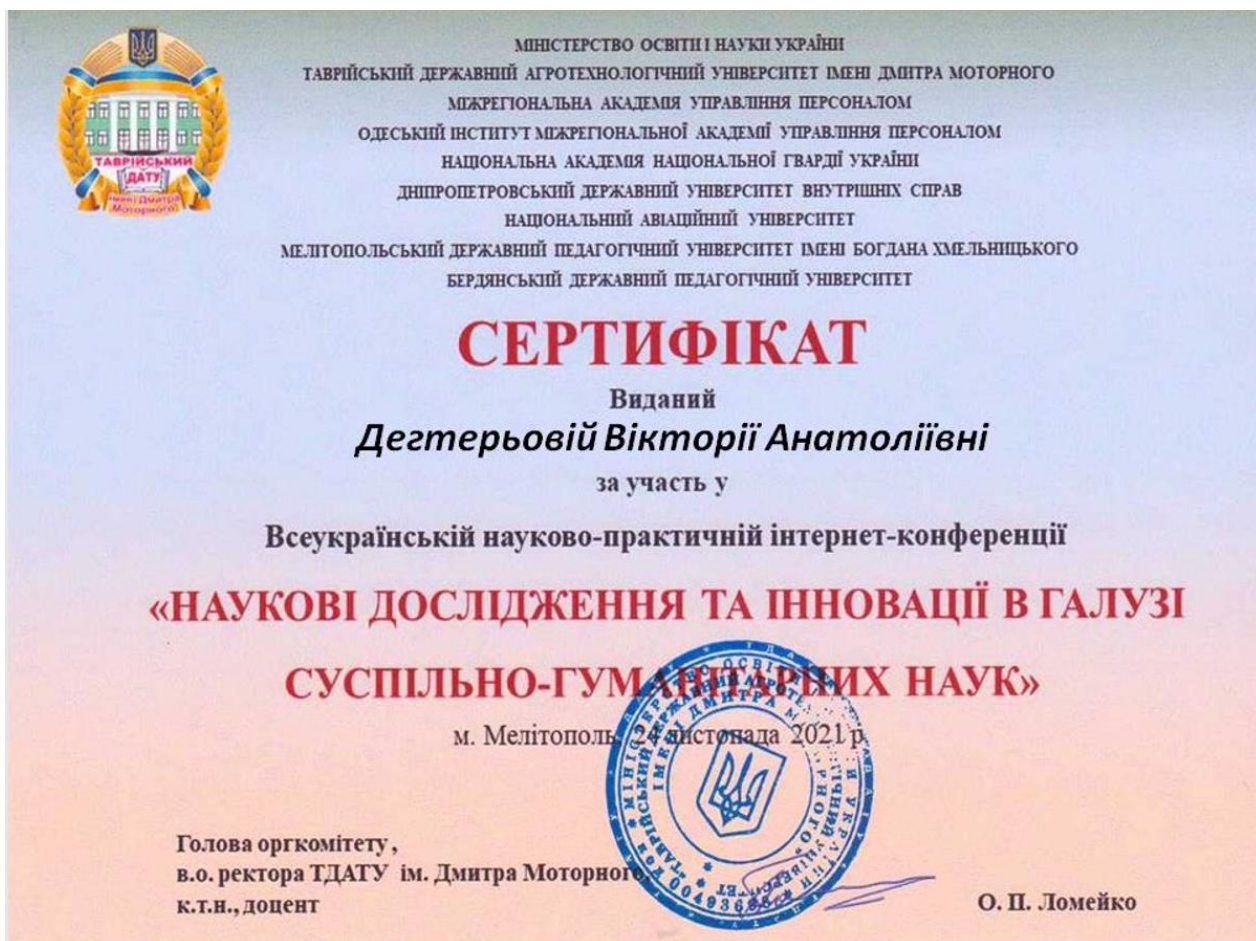 МІНІСТЕРСТВО ОСВІТИ І НАУКИ УКРАЇНИ
ТАВРІЙСЬКИЙ ДЕРЖАВНИЙ АГРОТЕХНОЛОГІЧНИЙ УНІВЕРСИТЕТ ІМЕНІ ДМИТРА МОТОРНОГО
МІЖРЕГІОНАЛЬНА АКАДЕМІЯ УПРАВЛІННЯ ПЕРСОНАЛОМ
ОДЕСЬКИЙ ІНСТИТУТ МІЖРЕГІОНАЛЬНОЇ АКАДЕМІЇ УПРАВЛІННЯ ПЕРСОНАЛОМ
НАЦІОНАЛЬНА АКАДЕМІЯ НАЦІОНАЛЬНОЇ ГВАРДІЇ УКРАЇНИ
ДНІПРОПЕТРОВСЬКИЙ ДЕРЖАВНИЙ УНІВЕРСИТЕТ ВНУТРІШНІХ СПРАВ
НАЦІОНАЛЬНИЙ АВІАЦІЙНИЙ УНІВЕРСИТЕТ
МЕЛІТОПОЛЬСЬКИЙ ДЕРЖАВНИЙ ПЕДАГОГІЧНИЙ УНІВЕРСИТЕТ ІМЕНІ БОГДАНА ХМЕЛЬНИЦЬКОГО
БЕРДЯНСЬКИЙ ДЕРЖАВНИЙ ПЕДАГОГІЧНИЙ УНІВЕРСИТЕТ
ТАВРІЙСЬКИЙ
ДАТУ
імені Дмитра
Моторного
СЕРТИФІКАТ
Виданий
Дегтерьовій Вікторії Анатоліївні
за участь у
Всеукраїнській науково-практичній інтернет-конференції
«НАУКОВІ ДОСЛІДЖЕННЯ ТА ІННОВАЦІЇ В ГАЛУЗІ
СУСПІЛЬНО-ГУМАНІТАРНИХ НАУК»
м. Мелітополь 24 листопада 2021 р
Голова оргкомітету,
в.о. ректора ТДАТУ ім. Дмитра Моторного,
к.т.н., доцент
О. П. Ломейко